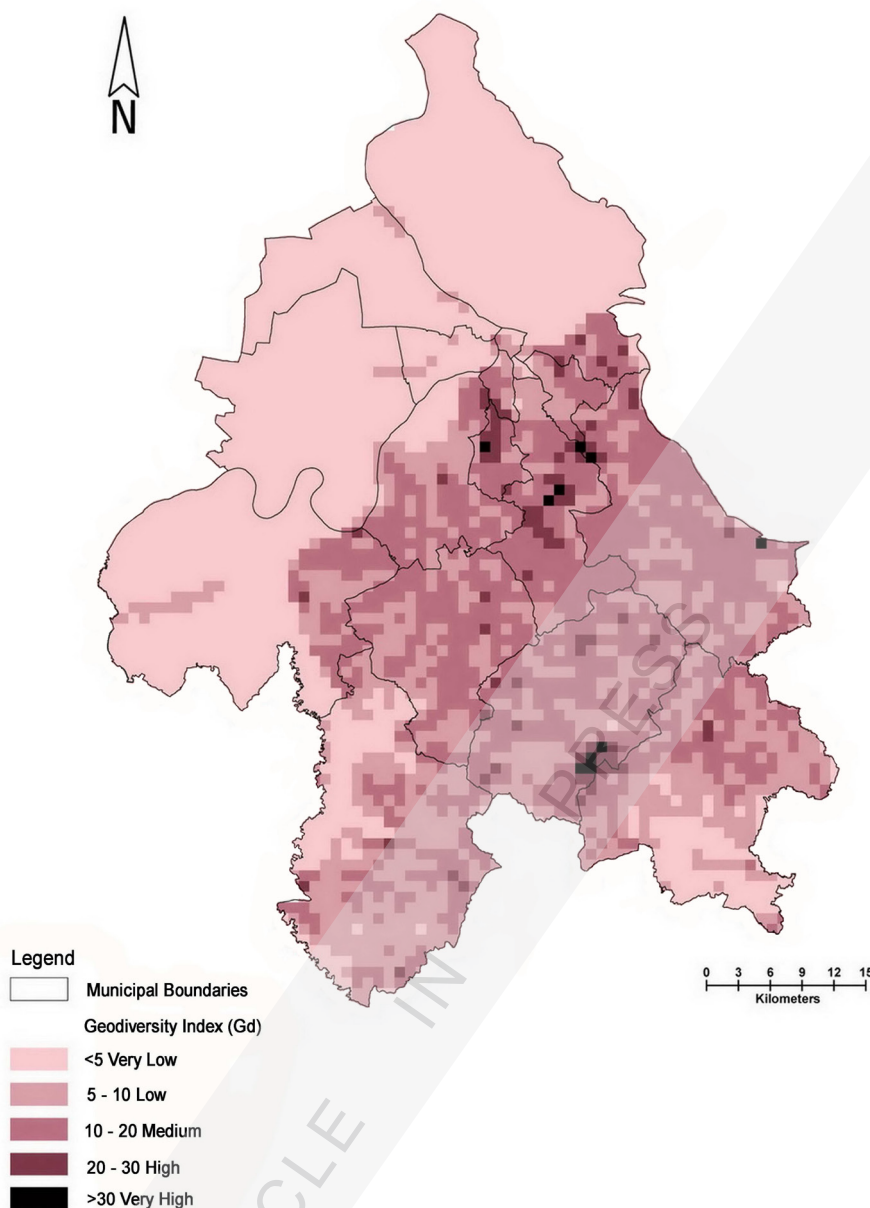 N
Legend
Municipal Boundaries
Geodiversity Index (Gd)
<5 Very Low
5 - 10 Low
10 - 20 Medium
20 - 30 High
>30 Very High
0 3 6 9 12 15
Kilometers
CLE IN PRESS